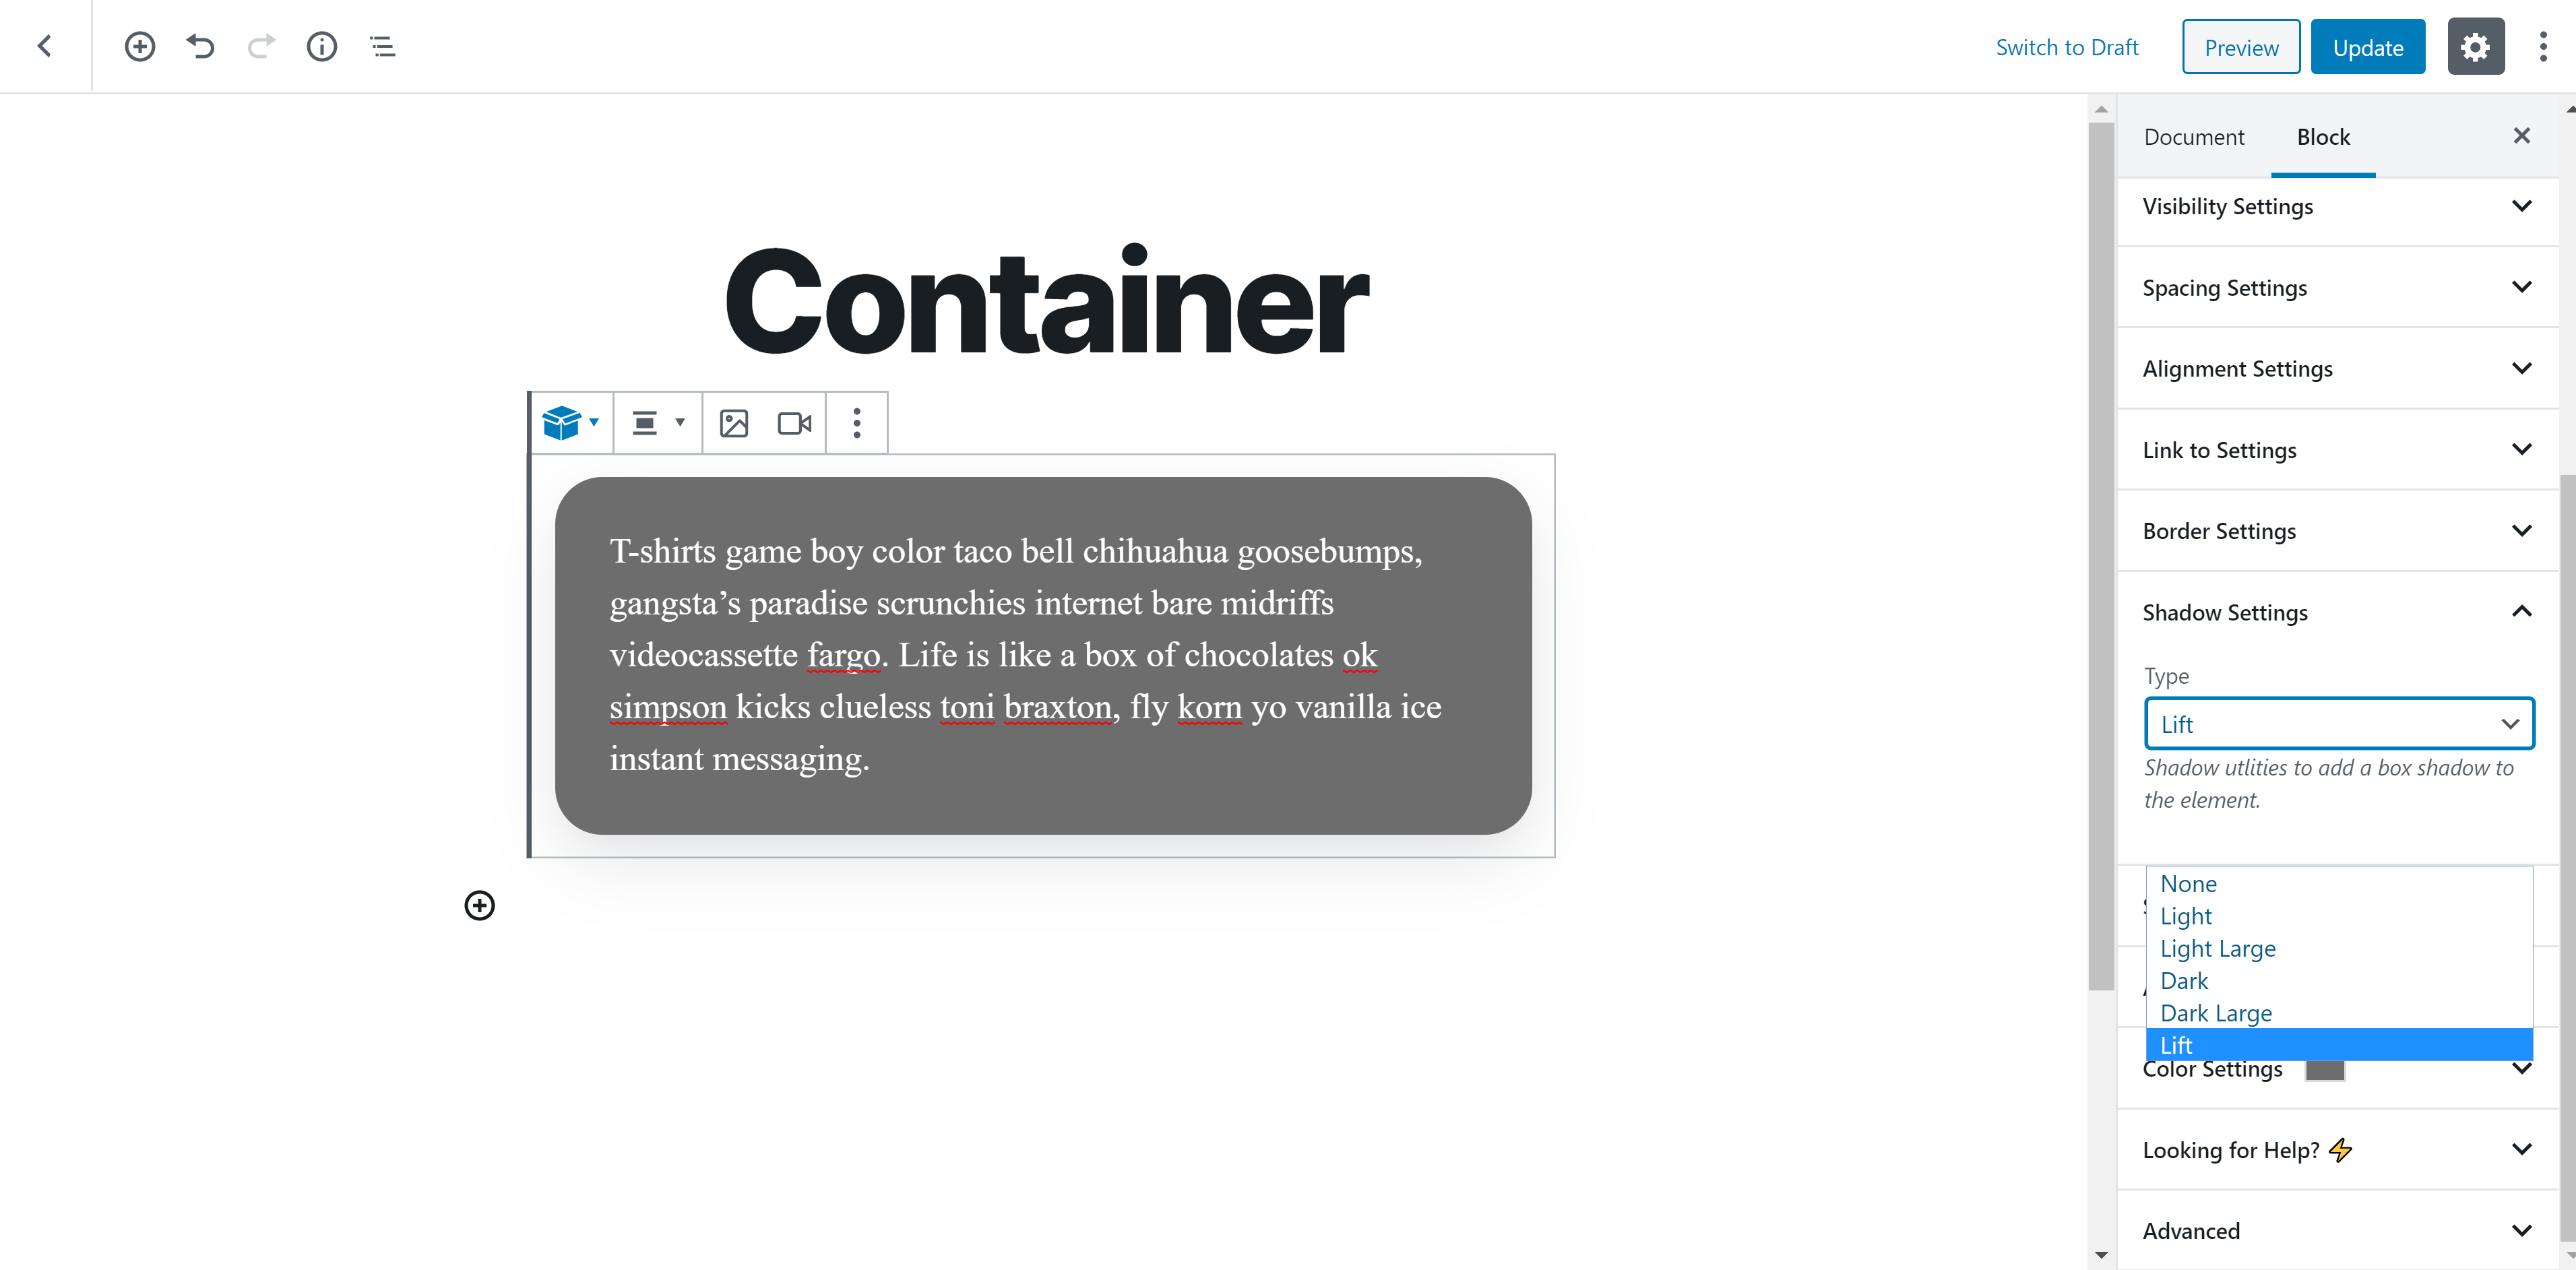 Switch to Draft
Preview
Update
Container
T-shirts game boy color taco bell chihuahua goosebumps,
gangsta’s paradise scrunchies internet bare midriffs
videocassette fargo. Life is like a box of chocolates ok
simpson kicks clueless toni braxton, fly korn yo vanilla ice
instant messaging.
Document
Block
Visibility Settings
Spacing Settings
Alignment Settings
Link to Settings
Border Settings
Shadow Settings
Type
Lift
Shadow utlities to add a box shadow to
the element.
None
Light
Light Large
Dark
Dark Large
Lift
Color Settings
Looking for Help? ⚡
Advanced